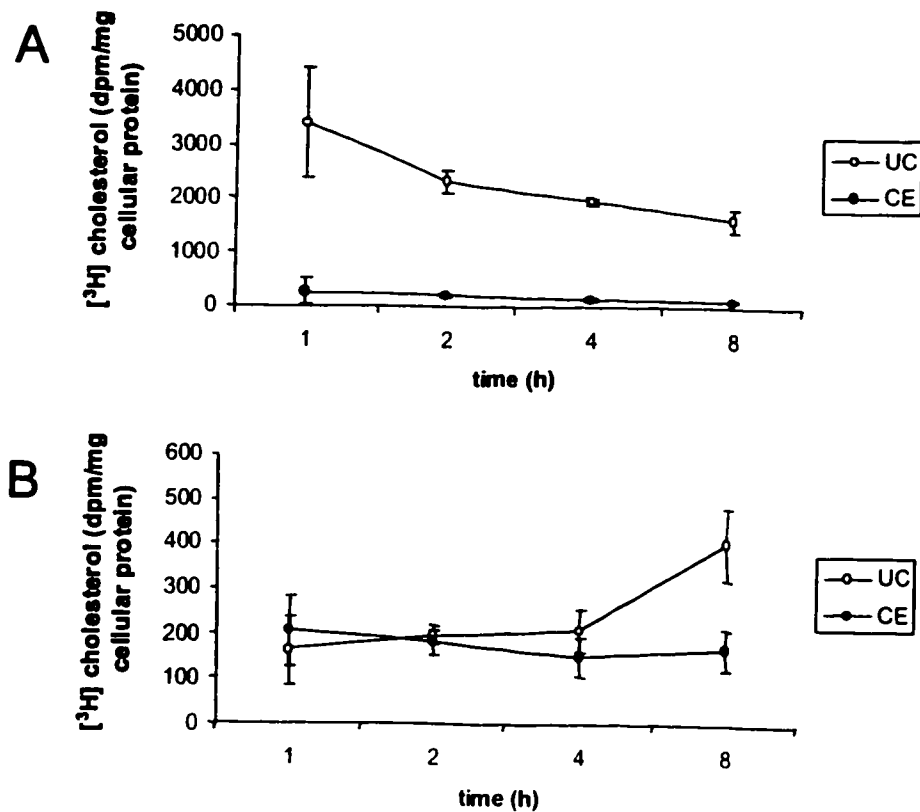 A
[³H] cholesterol (dpm/mg
cellular protein)
5000
4000
3000
2000
1000
0
1 2 4 8
time (h)
UC
CE
B
[³H] cholesterol (dpm/mg
cellular protein)
600
500
400
300
200
100
0
1 2 4 8
time (h)
UC
CE